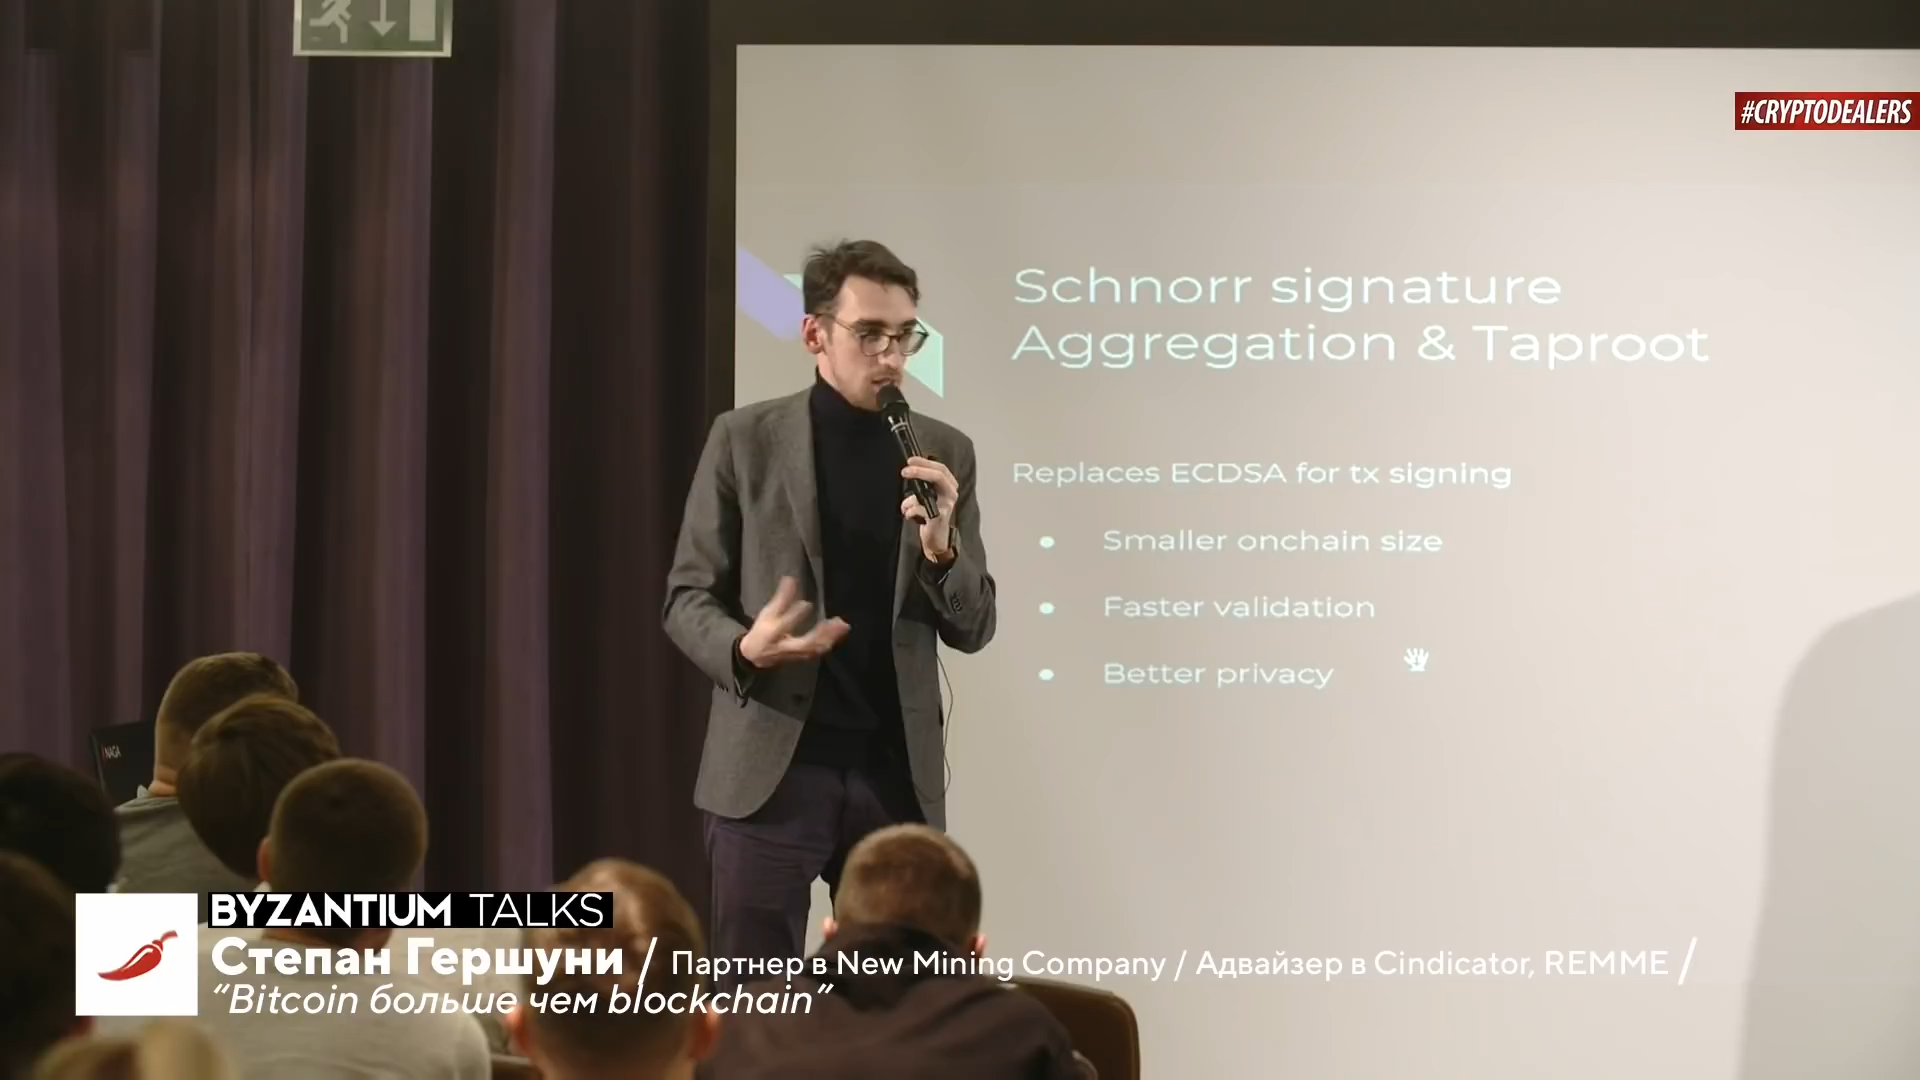 #CRYPTODEALERS
Schnorr signature
Aggregation & Taproot
Replaces ECDSA for tx signing
Smaller onchain size
Faster validation
Better privacy
NAGA
BYZANTIUM TALKS
Степан Гершуни / Партнер в New Mining Company / Адвайзер в Cindicator, REMME /
“Bitcoin больше чем blockchain”